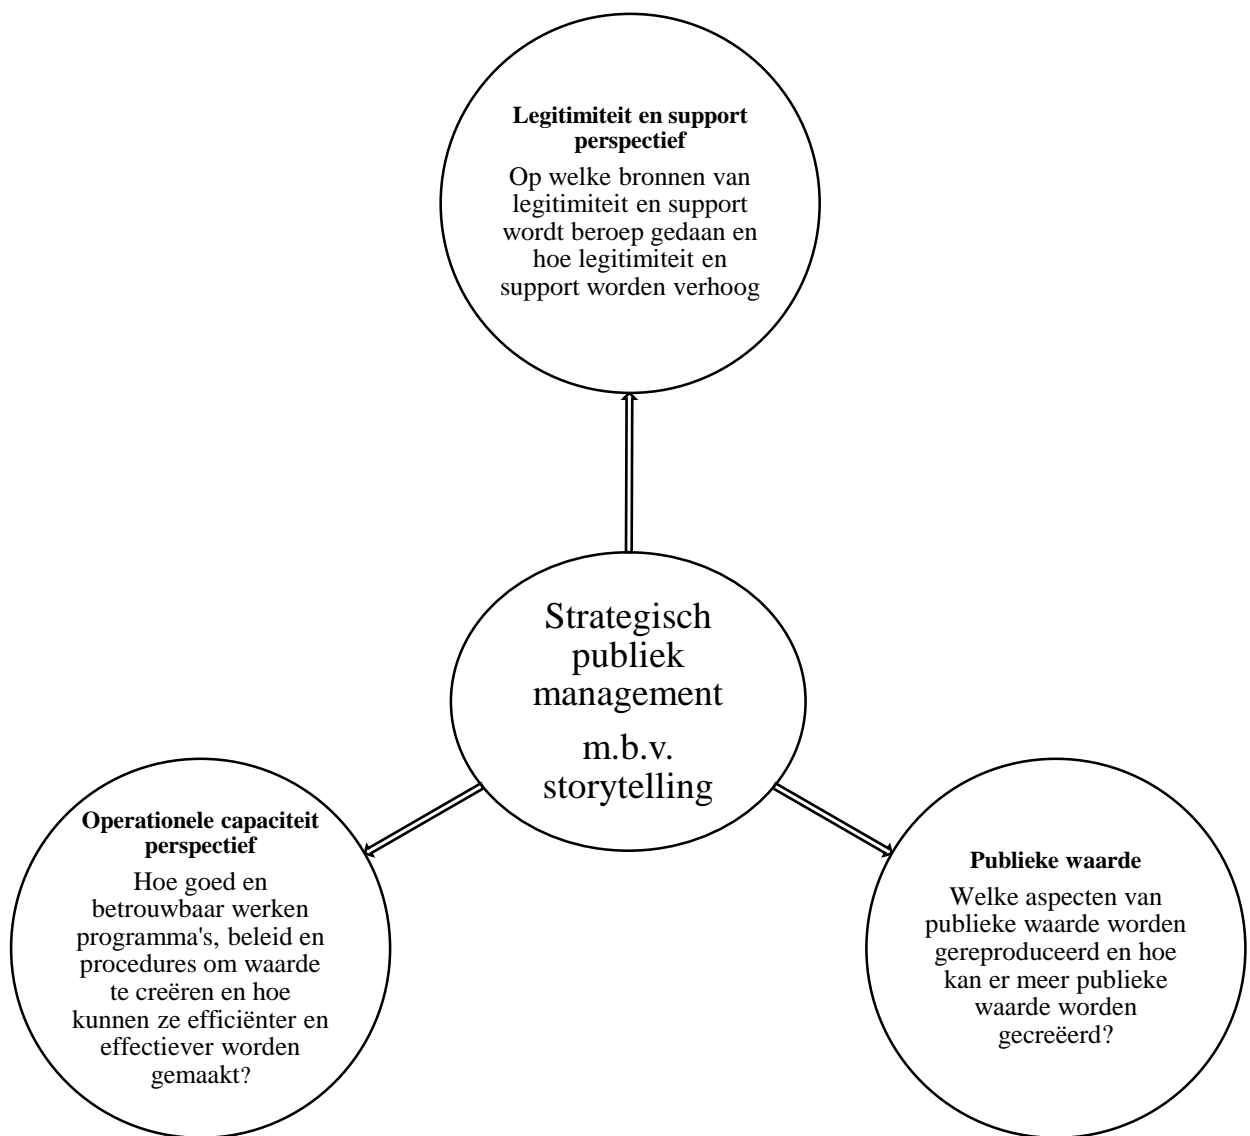 Legitimiteit en support
perspectief
Op welke bronnen van
legitimiteit en support
wordt beroep gedaan en
hoe legitimiteit en
support worden verhoog
Strategisch
publiek
management
m.b.v.
storytelling
Operationele capaciteit
perspectief
Hoe goed en
betrouwbaar werken
programma's, beleid en
procedures om waarde
te creëren en hoe
kunnen ze efficiënter en
effectiever worden
gemaakt?
Publieke waarde
Welke aspecten van
publieke waarde worden
gereproduceerd en hoe
kan er meer publieke
waarde worden
gecreëerd?